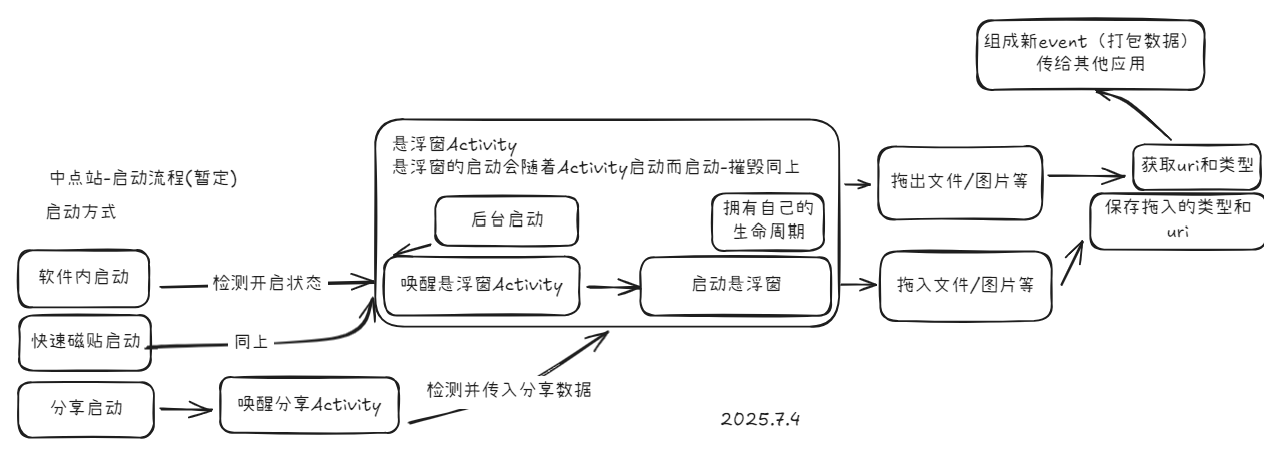 组成新event（打包数据）
传给其他应用
悬浮窗Activity
悬浮窗的启动会随着Activity启动而启动-摧毁同上
中点站-启动流程(暂定)
启动方式
后台启动
拥有自己的
生命周期
拖出文件/图片等
获取uri和类型
保存拖入的类型和
uri
软件内启动
检测开启状态
唤醒悬浮窗Activity
启动悬浮窗
拖入文件/图片等
快速磁贴启动
同上
分享启动
唤醒分享Activity
检测并传入分享数据
2025.7.4